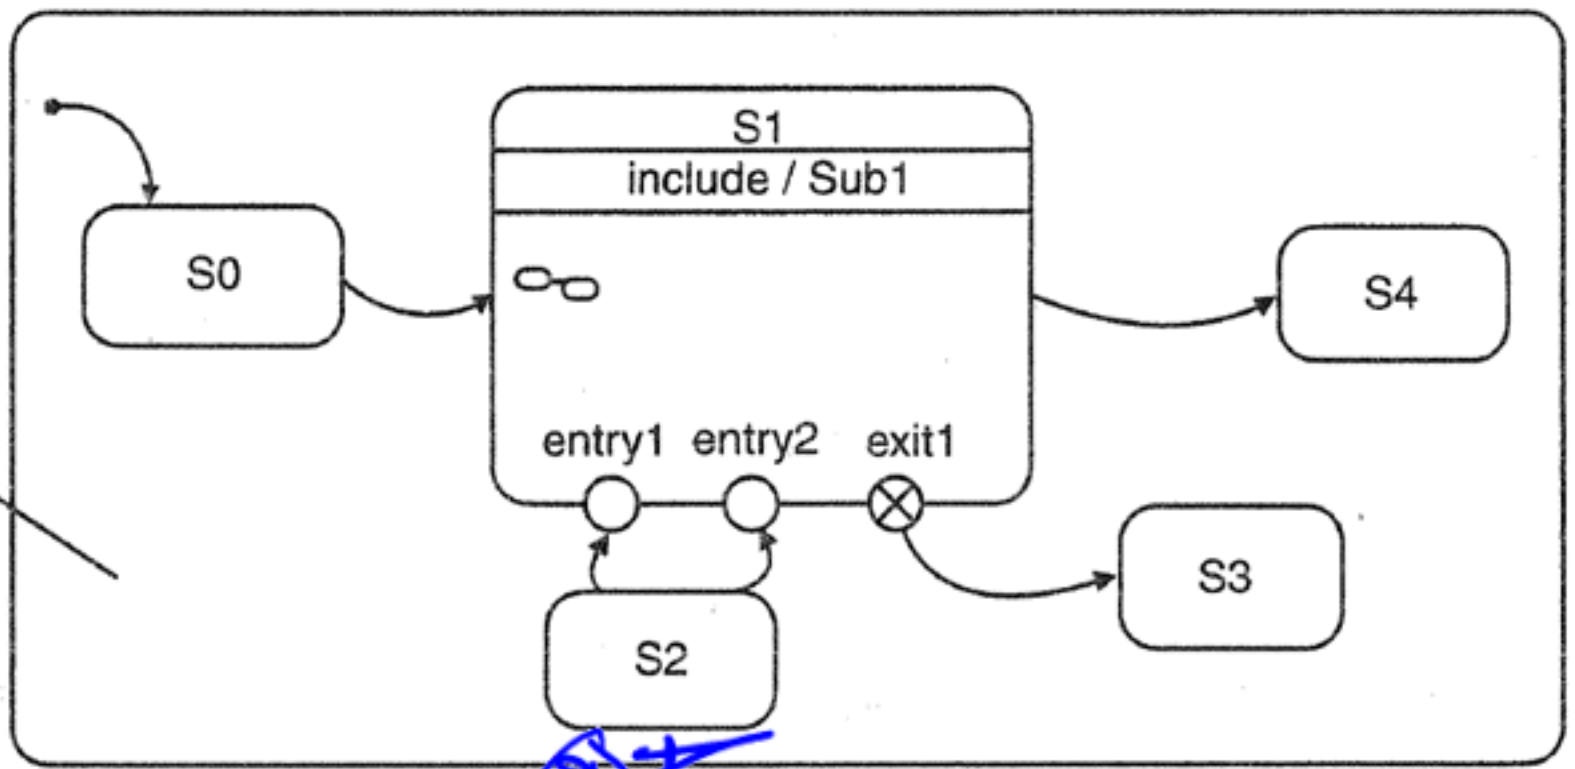 S1
include / Sub1
S0
S4
entry1 entry2 exit1
S3
S2